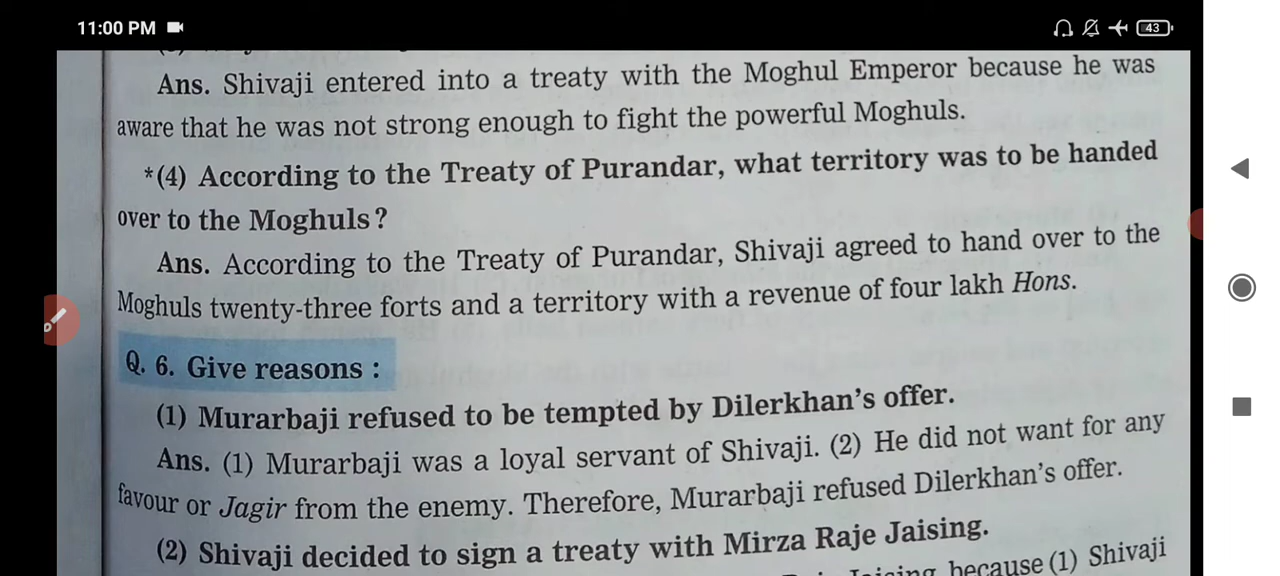 11:00 PM
43
Ans. Shivaji entered into a treaty with the Moghul Emperor because he was
aware that he was not strong enough to fight the powerful Moghuls.
*(4) According to the Treaty of Purandar, what territory was to be handed
over to the Moghuls?
Ans. According to the Treaty of Purandar, Shivaji agreed to hand over to the
Moghuls twenty-three forts and a territory with a revenue of four lakh Hons.
Q. 6. Give reasons :
(1) Murarbaji refused to be tempted by Dilerkhan's offer.
Ans. (1) Murarbaji was a loyal servant of Shivaji. (2) He did not want for any
favour or Jagir from the enemy. Therefore, Murarbaji refused Dilerkhan's offer.
(2) Shivaji decided to sign a treaty with Mirza Raje Jaising.
Jaising because (1) Shivaji